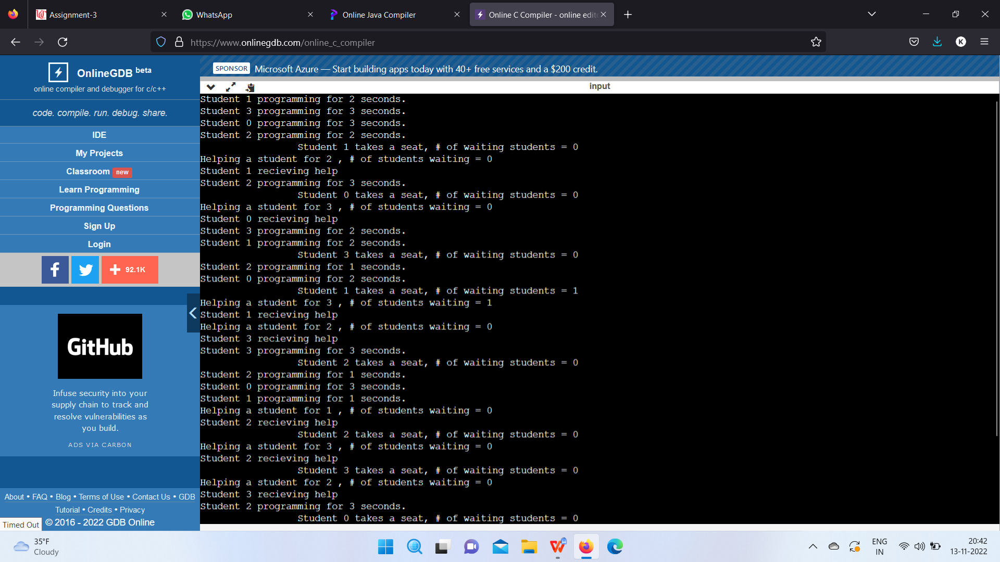 Assignment-3
WhatsApp
Online Java Compiler
Online C Compiler - online edit
https://www.onlinegdb.com/online_c_compiler
K
OnlineGDB beta
online compiler and debugger for c/c++
code. compile. run. debug. share.
IDE
My Projects
Classroom new
Learn Programming
Programming Questions
Sign Up
Login
92.1K
GitHub
Infuse security into your
supply chain to track and
resolve vulnerabilities as
you build.
ADS VIA CARBON
About • FAQ • Blog • Terms of Use • Contact Us • GDB
Tutorial • Credits • Privacy
© 2016 - 2022 GDB Online
Timed Out
SPONSOR Microsoft Azure — Start building apps today with 40+ free services and a $200 credit.
input
Student 1 programming for 2 seconds.
Student 3 programming for 3 seconds.
Student 0 programming for 3 seconds.
Student 2 programming for 2 seconds.
Student 1 takes a seat, # of waiting students = 0
Helping a student for 2 , # of students waiting = 0
Student 1 recieving help
Student 2 programming for 3 seconds.
Student 0 takes a seat, # of waiting students = 0
Helping a student for 3 , # of students waiting = 0
Student 0 recieving help
Student 3 programming for 2 seconds.
Student 1 programming for 2 seconds.
Student 3 takes a seat, # of waiting students = 0
Student 2 programming for 1 seconds.
Student 0 programming for 2 seconds.
Student 1 takes a seat, # of waiting students = 1
Helping a student for 3 , # of students waiting = 1
Student 1 recieving help
Helping a student for 2 , # of students waiting = 0
Student 3 recieving help
Student 3 programming for 3 seconds.
Student 2 takes a seat, # of waiting students = 0
Student 2 programming for 1 seconds.
Student 0 programming for 3 seconds.
Student 1 programming for 1 seconds.
Helping a student for 1 , # of students waiting = 0
Student 2 recieving help
Student 2 takes a seat, # of waiting students = 0
Helping a student for 3 , # of students waiting = 0
Student 2 recieving help
Student 3 takes a seat, # of waiting students = 0
Helping a student for 2 , # of students waiting = 0
Student 3 recieving help
Student 2 programming for 3 seconds.
Student 0 takes a seat, # of waiting students = 0
35°F
Cloudy
ENG
IN
20:42
13-11-2022